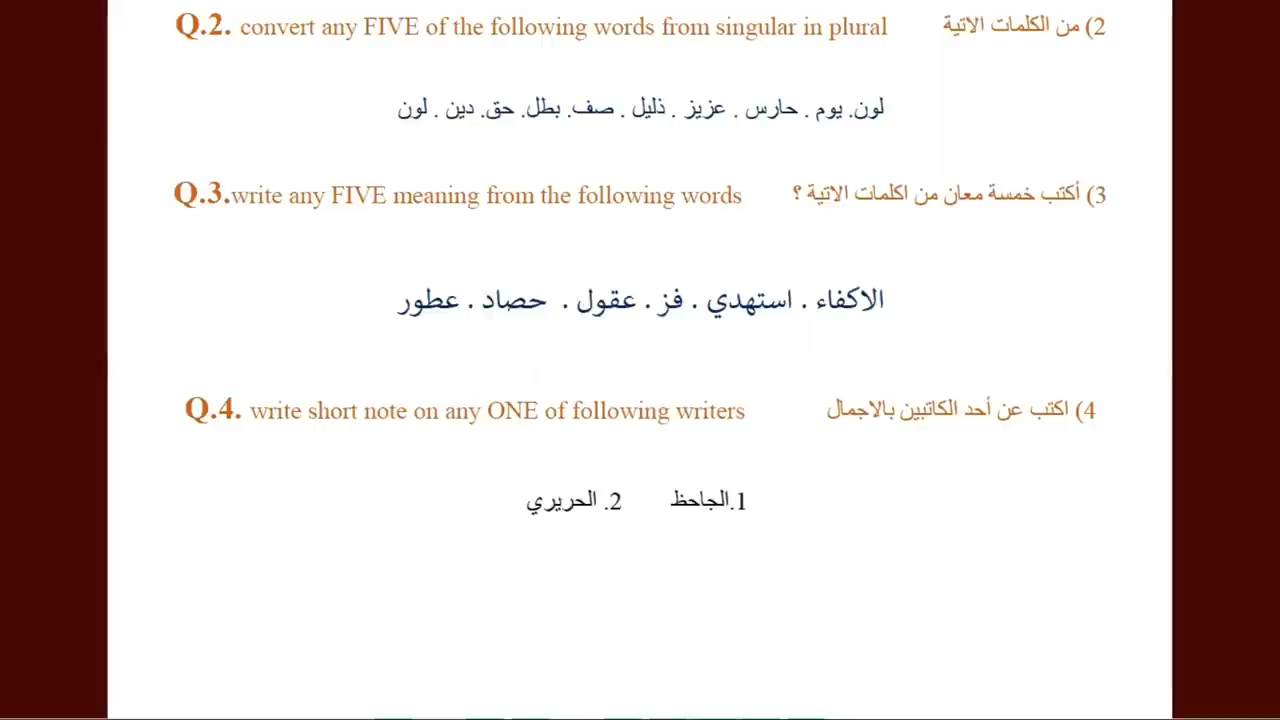 Q.2. convert any FIVE of the following words from singular in plural 2) من الكلمات الاتية
لون. يوم . حارس . عزيز . ذليل . صف. بطل. حق. دين . لون
Q.3.write any FIVE meaning from the following words 3) أكتب خمسة معان من اكلمات الاتية ؟
الاكفاء . استهدي . فز . عقول . حصاد . عطور
Q.4. write short note on any ONE of following writers 4) اكتب عن أحد الكاتبين بالاجمال
1.الجاحظ 2. الحريري